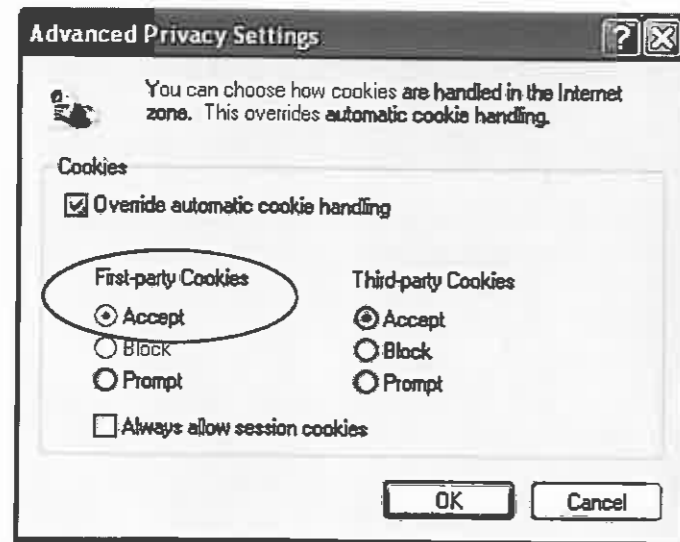 Advanced Privacy Settings
You can choose how cookies are handled in the Internet
zone. This overrides automatic cookie handling.
Cookies
Override automatic cookie handling
First-party Cookies
Third-party Cookies
Accept
Accept
Block
Block
Prompt
Prompt
Always allow session cookies
OK
Cancel